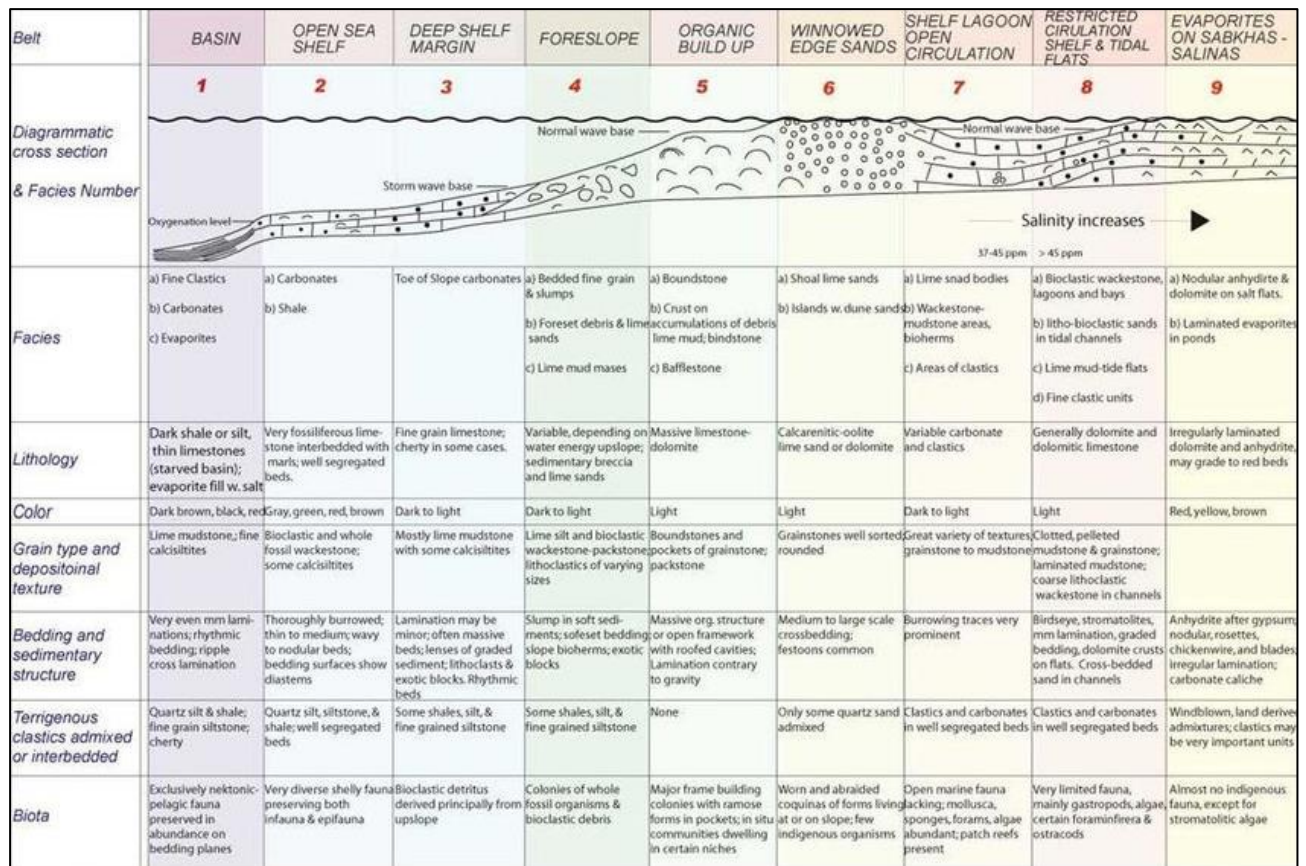 Belt
BASIN
OPEN SEA
SHELF
DEEP SHELF
MARGIN
FORESLOPE
ORGANIC
BUILD UP
WINNOWED
EDGE SANDS
SHELF LAGOON
OPEN
CIRCULATION
RESTRICTED
CIRULATION
SHELF & TIDAL
FLATS
EVAPORITES
ON SABKHAS -
SALINAS
Diagrammatic
cross section
& Facies Number
1
2
3
4
5
6
7
8
9
Normal wave base
Normal wave base
Storm wave base
Oxygenation level
Salinity increases
37-45 ppm > 45 ppm
Facies
a) Fine Clastics
b) Carbonates
c) Evaporites
a) Carbonates
b) Shale
Toe of Slope carbonates
a) Bedded fine grain
& slumps
b) Foreset debris & lime
sands
c) Lime mud mases
a) Boundstone
b) Crust on
accumulations of debris
lime mud; bindstone
c) Bafflestone
a) Shoal lime sands
b) Islands w. dune sands
a) Lime snad bodies
b) Wackestone-
mudstone areas,
bioherms
c) Areas of clastics
a) Bioclastic wackestone,
lagoons and bays
b) litho-bioclastic sands
in tidal channels
c) Lime mud-tide flats
d) Fine clastic units
a) Nodular anhydirte &
dolomite on salt flats.
b) Laminated evaporites
in ponds
Lithology
Dark shale or silt,
thin limestones
(starved basin);
evaporite fill w. salt
Very fossiliferous lime-
stone interbedded with
marls; well segregated
beds.
Fine grain limestone;
cherty in some cases.
Variable, depending on
water energy upslope;
sedimentary breccia
and lime sands
Massive limestone-
dolomite
Calcarenitic-oolite
lime sand or dolomite
Variable carbonate
and clastics
Generally dolomite and
dolomitic limestone
Irregularly laminated
dolomite and anhydrite,
may grade to red beds
Color
Dark brown, black, red
Gray, green, red, brown
Dark to light
Dark to light
Light
Light
Dark to light
Light
Red, yellow, brown
Grain type and
depositoinal
texture
Lime mudstone,; fine
calcisiltites
Bioclastic and whole
fossil wackestone;
some calcisiltites
Mostly lime mudstone
with some calcisiltites
Lime silt and bioclastic
wackestone-packstone;
lithoclastics of varying
sizes
Boundstones and
pockets of grainstone;
packstone
Grainstones well sorted;
rounded
Great variety of textures;
grainstone to mudstone
Clotted, pelleted
mudstone & grainstone;
laminated mudstone;
coarse lithoclastic
wackestone in channels
Bedding and
sedimentary
structure
Very even mm lami-
nations; rhythmic
bedding; ripple
cross lamination
Thoroughly burrowed;
thin to medium; wavy
to nodular beds;
bedding surfaces show
diastems
Lamination may be
minor; often massive
beds; lenses of graded
sediment; lithoclasts &
exotic blocks. Rhythmic
beds
Slump in soft sedi-
ments; sofeset bedding;
slope bioherms; exotic
blocks
Massive org. structure
or open framework
with roofed cavities;
Lamination contrary
to gravity
Medium to large scale
crossbedding;
festoons common
Burrowing traces very
prominent
Birdseye, stromatolites,
mm lamination, graded
bedding, dolomite crusts
on flats. Cross-bedded
sand in channels
Anhydrite after gypsum;
nodular, rosettes,
chickenwire, and blades;
irregular lamination;
carbonate caliche
Terrigenous
clastics admixed
or interbedded
Quartz silt & shale;
fine grain siltstone;
cherty
Quartz silt, siltstone, &
shale; well segregated
beds
Some shales, silt, &
fine grained siltstone
Some shales, silt, &
fine grained siltstone
None
Only some quartz sand
admixed
Clastics and carbonates
in well segregated beds
Clastics and carbonates
in well segregated beds
Windblown, land derive
admixtures; clastics may
be very important units
Biota
Exclusively nektonic-
pelagic fauna
preserved in
abundance on
bedding planes
Very diverse shelly fauna
preserving both
infauna & epifauna
Bioclastic detritus
derived principally from
upslope
Colonies of whole
fossil organisms &
bioclastic debris
Major frame building
colonies with ramose
forms in pockets; in situ
communities dwelling
in certain niches
Worn and abraided
coquinas of forms living
at or on slope; few
indigenous organisms
Open marine fauna
lacking; mollusca,
sponges, forams, algae
abundant; patch reefs
present
Very limited fauna,
mainly gastropods, algae,
certain foraminfirera &
ostracods
Almost no indigenous
fauna, except for
stromatolitic algae